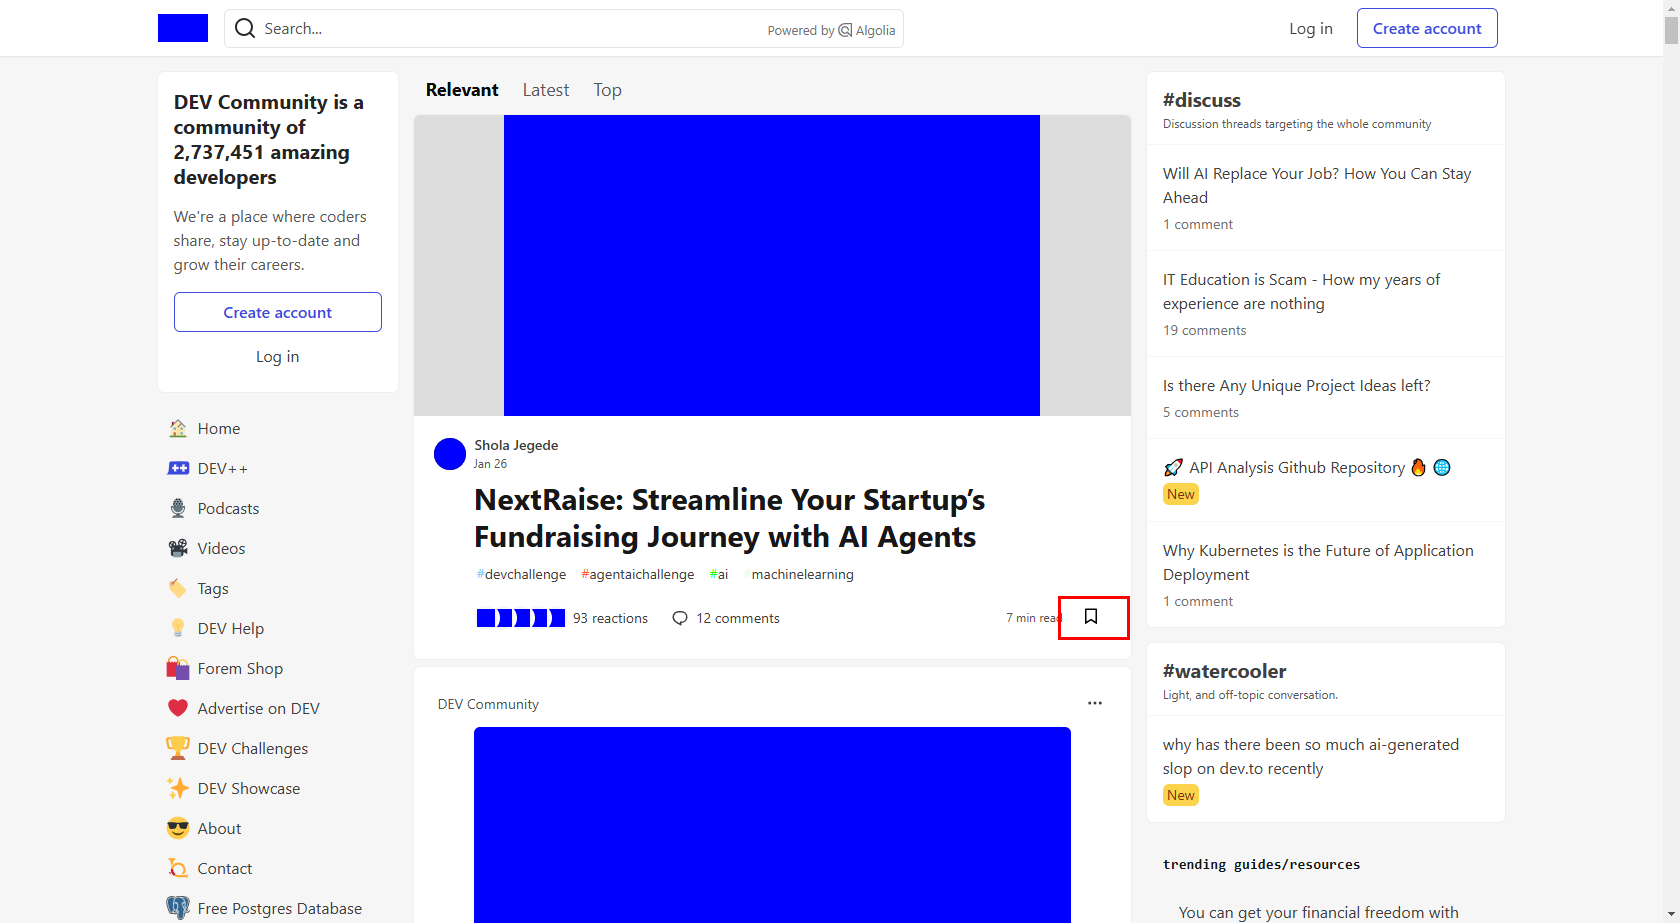 Search...
Powered by Algolia
Log in
Create account
DEV Community is a
community of
2,737,451 amazing
developers
We're a place where coders
share, stay up-to-date and
grow their careers.
Create account
Log in
Home
DEV++
Podcasts
Videos
Tags
DEV Help
Forem Shop
Advertise on DEV
DEV Challenges
DEV Showcase
About
Contact
Free Postgres Database
Relevant
Latest
Top
Shola Jegede
Jan 26
NextRaise: Streamline Your Startup’s
Fundraising Journey with AI Agents
#devchallenge #agentaichallenge #ai machinelearning
93 reactions
12 comments
7 min read
DEV Community
#discuss
Discussion threads targeting the whole community
Will AI Replace Your Job? How You Can Stay
Ahead
1 comment
IT Education is Scam - How my years of
experience are nothing
19 comments
Is there Any Unique Project Ideas left?
5 comments
🚀 API Analysis Github Repository 🔥 🌐
New
Why Kubernetes is the Future of Application
Deployment
1 comment
#watercooler
Light, and off-topic conversation.
why has there been so much ai-generated
slop on dev.to recently
New
trending guides/resources
You can get your financial freedom with